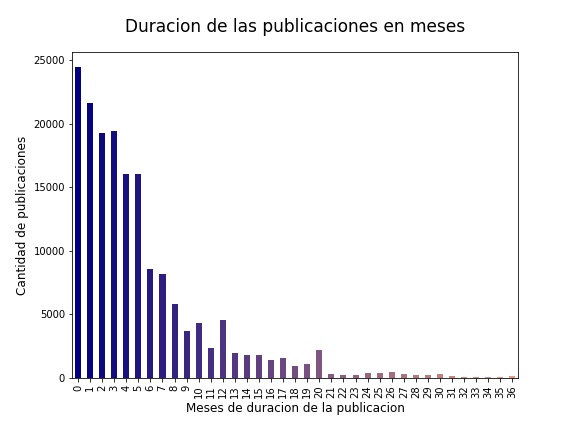 Duracion de las publicaciones en meses
Cantidad de publicaciones
25000
20000
15000
10000
5000
0
0 1 2 3 4 5 6 7 8 9 10 11 12 13 14 15 16 17 18 19 20 21 22 23 24 25 26 27 28 29 30 31 32 33 34 35 36
Meses de duracion de la publicacion